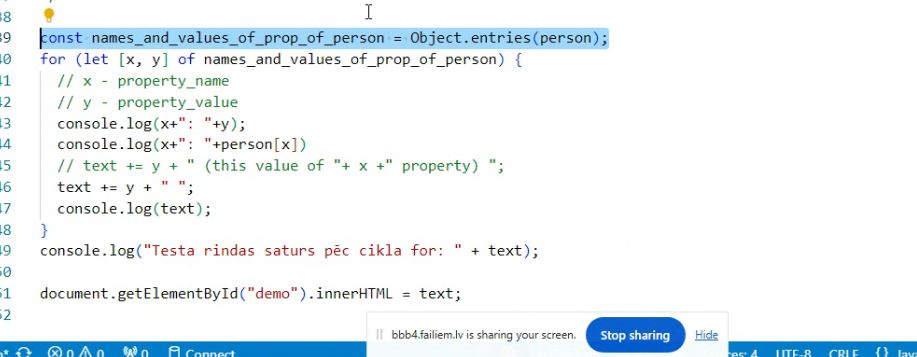 38
39 const names_and_values_of_prop_of_person = Object.entries(person);
40 for (let [x, y] of names_and_values_of_prop_of_person) {
41 // x - property_name
42 // y - property_value
43 console.log(x+": "+y);
44 console.log(x+": "+person[x])
45 // text += y + " (this value of "+ x +" property) ";
46 text += y + " ";
47 console.log(text);
48 }
49 console.log("Testa rindas saturs pēc cikla for: " + text);
50
51 document.getElementById("demo").innerHTML = text;
52
bbb4.failiem.lv is sharing your screen. Stop sharing Hide
0 0 0 Connect ces: 4 UTF-8 CRLF {}